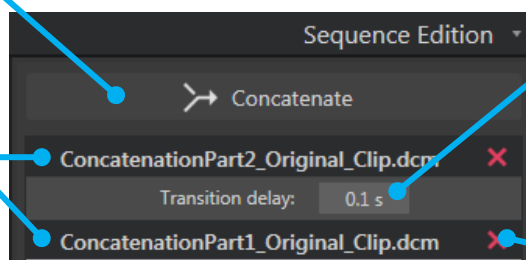 Sequence Edition
Concatenate
ConcatenationPart2_Original_Clip.dcm
Transition delay: 0.1 s
ConcatenationPart1_Original_Clip.dcm